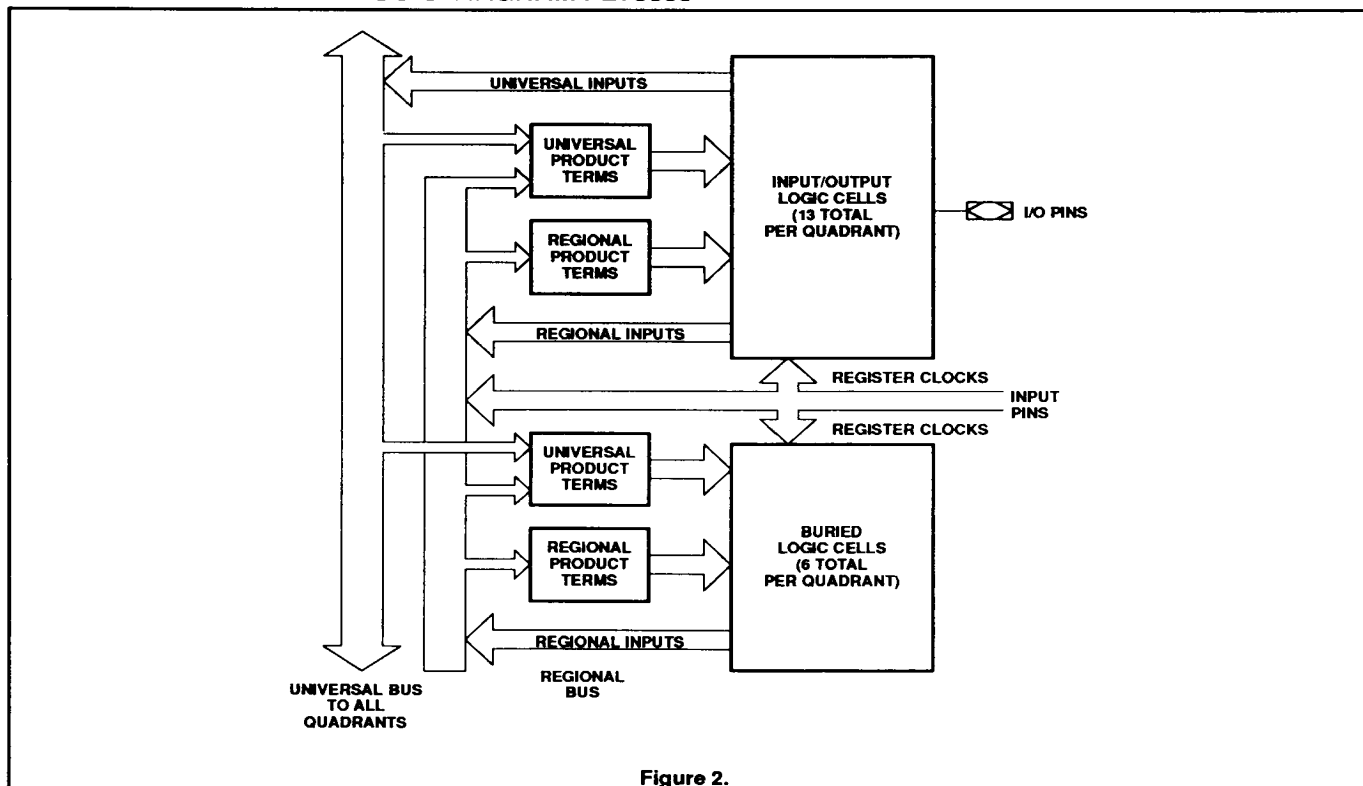 UNIVERSAL INPUTS
UNIVERSAL
PRODUCT
TERMS
INPUT/OUTPUT
LOGIC CELLS
(13 TOTAL
PER QUADRANT)
I/O PINS
REGIONAL
PRODUCT
TERMS
REGIONAL INPUTS
REGISTER CLOCKS
INPUT
PINS
REGISTER CLOCKS
UNIVERSAL
PRODUCT
TERMS
BURIED
LOGIC CELLS
(6 TOTAL
PER QUADRANT)
REGIONAL
PRODUCT
TERMS
REGIONAL INPUTS
REGIONAL
BUS
UNIVERSAL BUS
TO ALL
QUADRANTS
Figure 2.